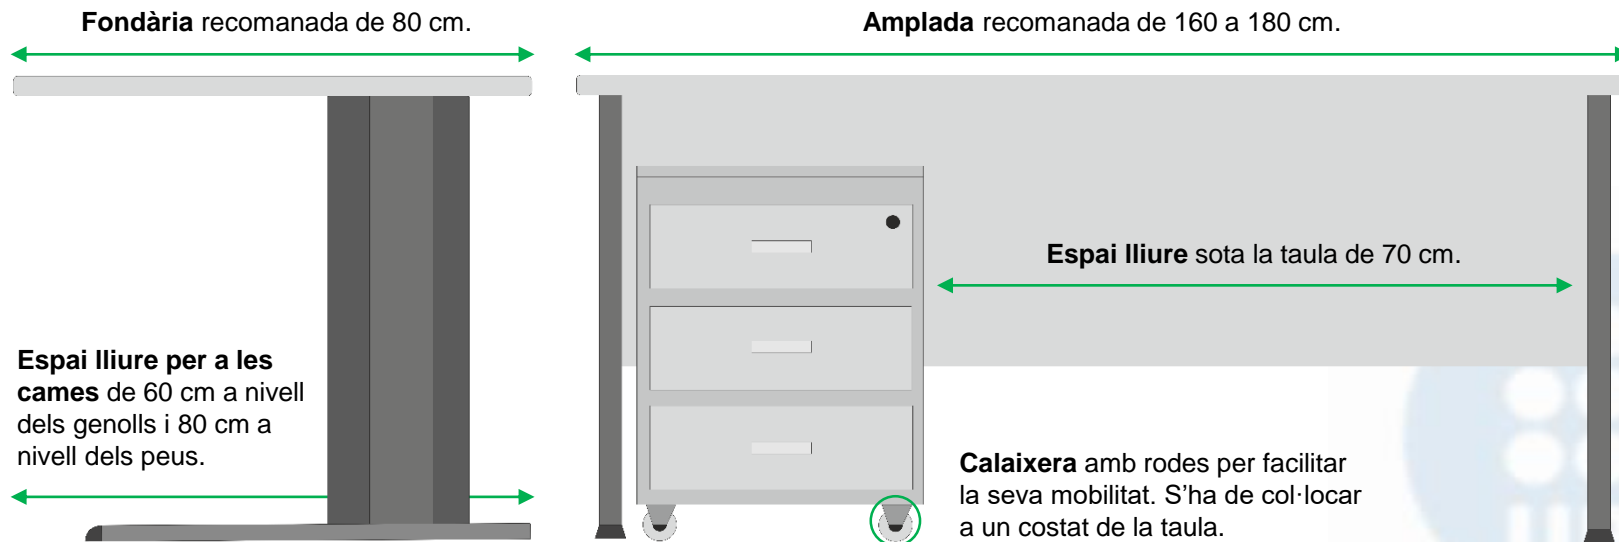 Fondària recomanada de 80 cm.
Amplada recomanada de 160 a 180 cm.
Espai lliure sota la taula de 70 cm.
Espai lliure per a les
cames de 60 cm a nivell
dels genolls i 80 cm a
nivell dels peus.
Calaixera amb rodes per facilitar
la seva mobilitat. S’ha de col·locar
a un costat de la taula.